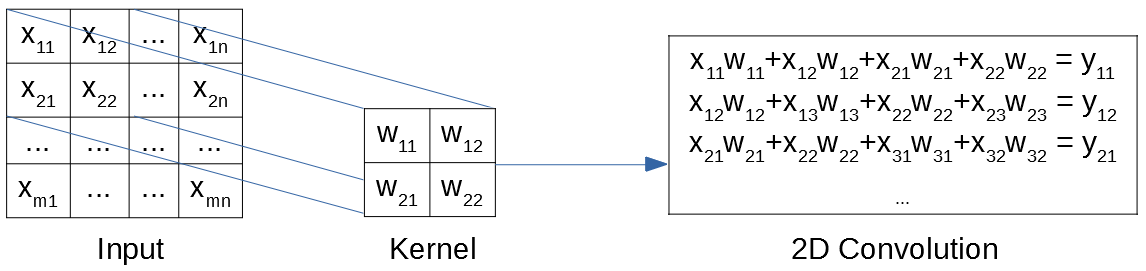 x₁₁ x₁₂ ... x₁ₙ
x₂₁ x₂₂ ... x₂ₙ
... ... ... ...
xₘ₁ ... ... xₘₙ
Input
w₁₁ w₁₂
w₂₁ w₂₂
Kernel
x₁₁w₁₁+x₁₂w₁₂+x₂₁w₂₁+x₂₂w₂₂ = y₁₁
x₁₂w₁₂+x₁₃w₁₃+x₂₂w₂₂+x₂₃w₂₃ = y₁₂
x₂₁w₂₁+x₂₂w₂₂+x₃₁w₃₁+x₃₂w₃₂ = y₂₁
...
2D Convolution